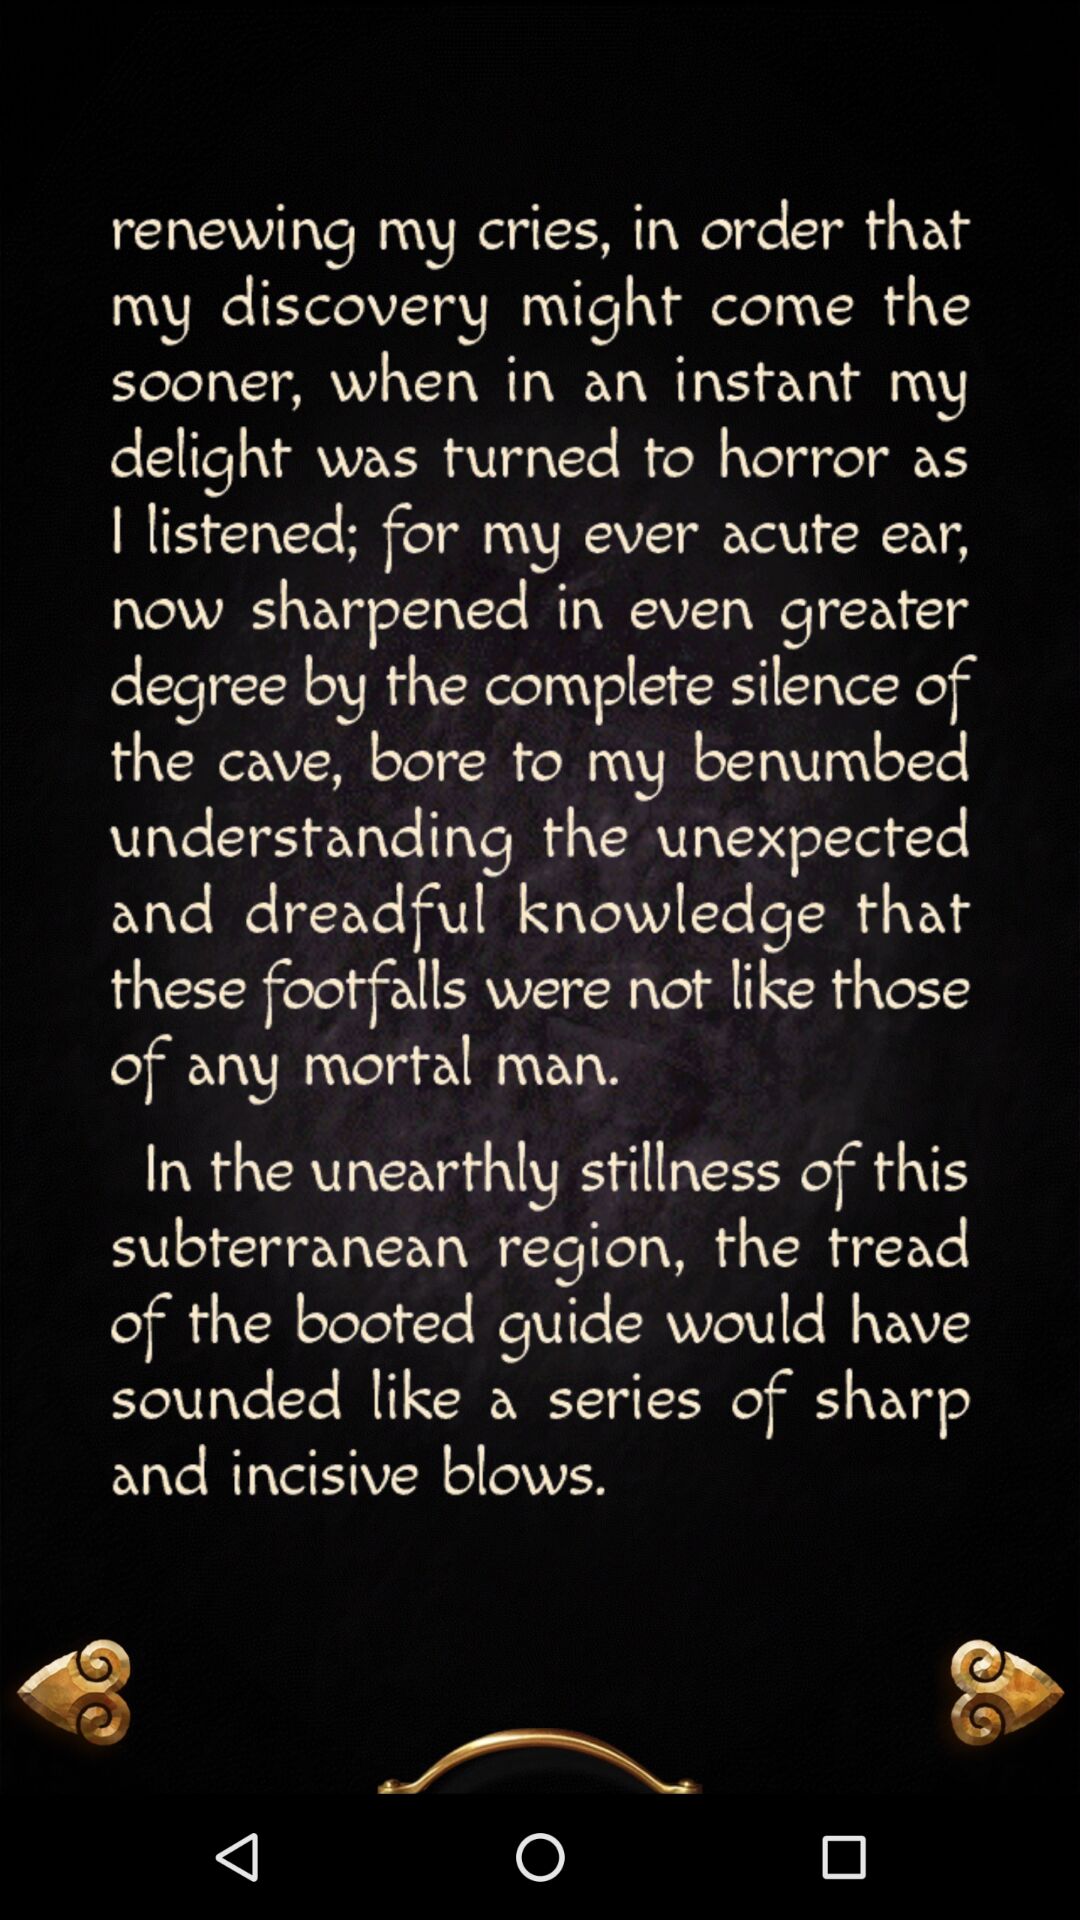 renewing my cries, in order that
my discovery might come the
sooner, when in an instant my
delight was turned to horror as
I listened; for my ever acute ear,
now sharpened in even greater
degree by the complete silence of
the cave, bore to my benumbed
understanding the unexpected
and dreadful knowledge that
these footfalls were not like those
of any mortal man.
In the unearthly stillness of this
subterranean region, the tread
of the booted guide would have
sounded like a series of sharp
and incisive blows.